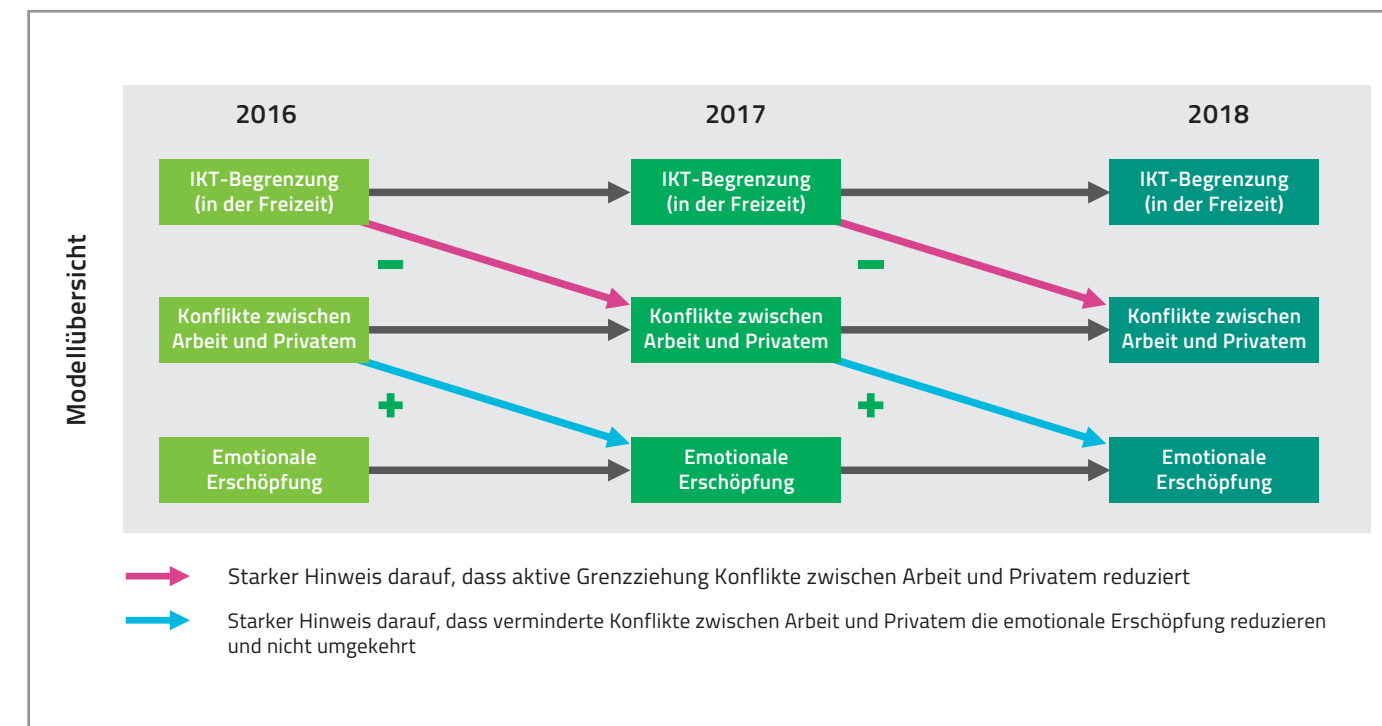 2016
2017
2018
Modellübersicht
IKT-Begrenzung
(in der Freizeit)
IKT-Begrenzung
(in der Freizeit)
IKT-Begrenzung
(in der Freizeit)
–
–
Konflikte zwischen
Arbeit und Privatem
Konflikte zwischen
Arbeit und Privatem
Konflikte zwischen
Arbeit und Privatem
+
+
Emotionale
Erschöpfung
Emotionale
Erschöpfung
Emotionale
Erschöpfung
Starker Hinweis darauf, dass aktive Grenzziehung Konflikte zwischen Arbeit und Privatem reduziert
Starker Hinweis darauf, dass verminderte Konflikte zwischen Arbeit und Privatem die emotionale Erschöpfung reduzieren
und nicht umgekehrt